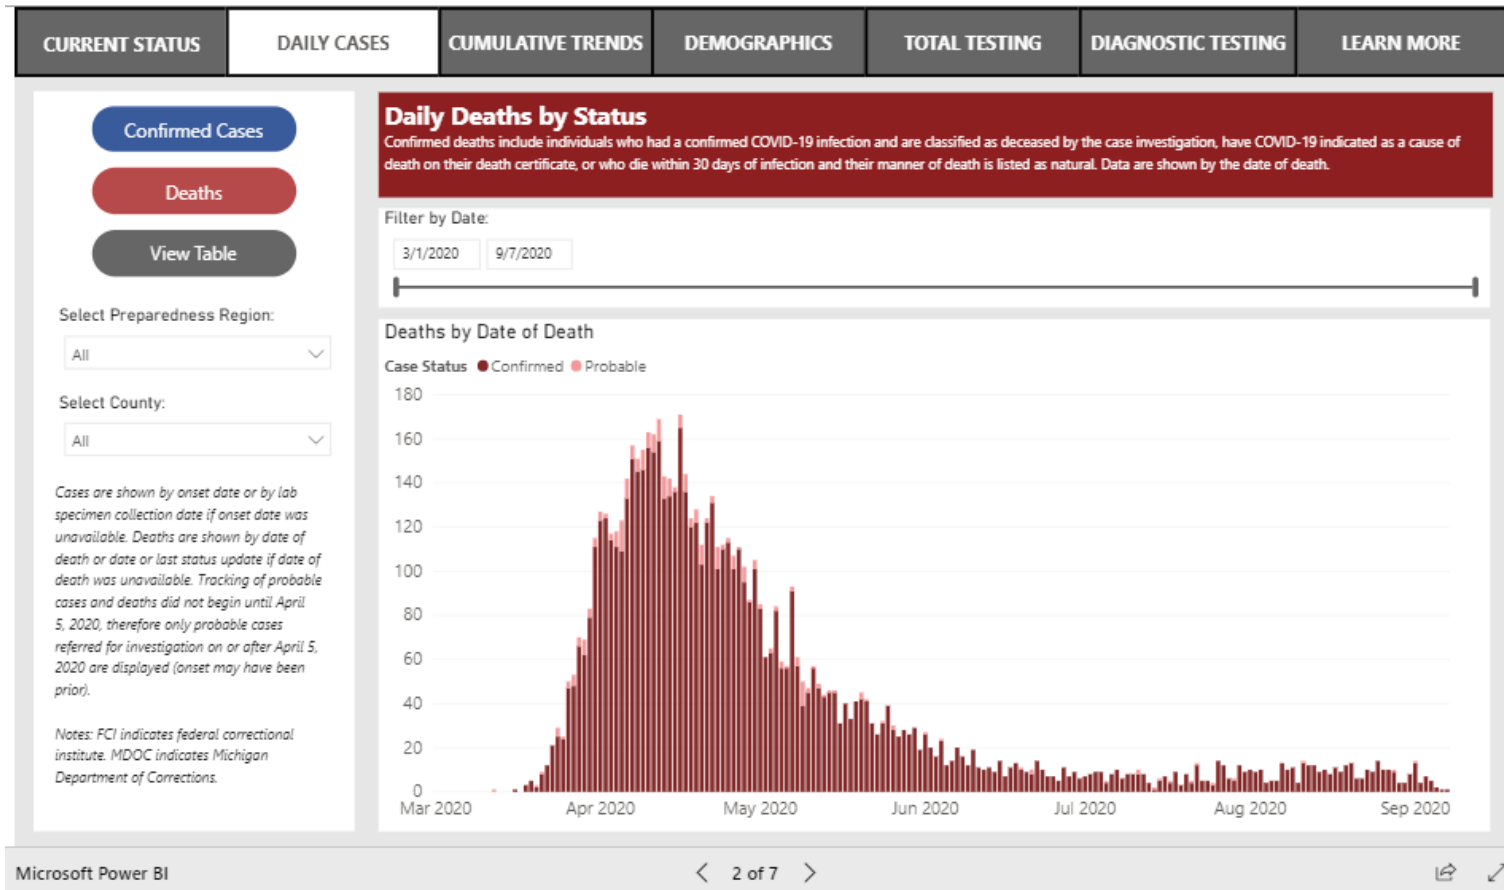 CURRENT STATUS
DAILY CASES
CUMULATIVE TRENDS
DEMOGRAPHICS
TOTAL TESTING
DIAGNOSTIC TESTING
LEARN MORE
Confirmed Cases
Deaths
View Table
Select Preparedness Region:
All
Select County:
All
Cases are shown by onset date or by lab
specimen collection date if onset date was
unavailable. Deaths are shown by date of
death or date or last status update if date of
death was unavailable. Tracking of probable
cases and deaths did not begin until April
5, 2020, therefore only probable cases
referred for investigation on or after April 5,
2020 are displayed (onset may have been
prior).
Notes: FCI indicates federal correctional
institute. MDOC indicates Michigan
Department of Corrections.
Daily Deaths by Status
Confirmed deaths include individuals who had a confirmed COVID-19 infection and are classified as deceased by the case investigation, have COVID-19 indicated as a cause of
death on their death certificate, or who die within 30 days of infection and their manner of death is listed as natural. Data are shown by the date of death.
Filter by Date:
3/1/2020 9/7/2020
Deaths by Date of Death
Case Status Confirmed Probable
180
160
140
120
100
80
60
40
20
0
Mar 2020 Apr 2020 May 2020 Jun 2020 Jul 2020 Aug 2020 Sep 2020
Microsoft Power BI
2 of 7